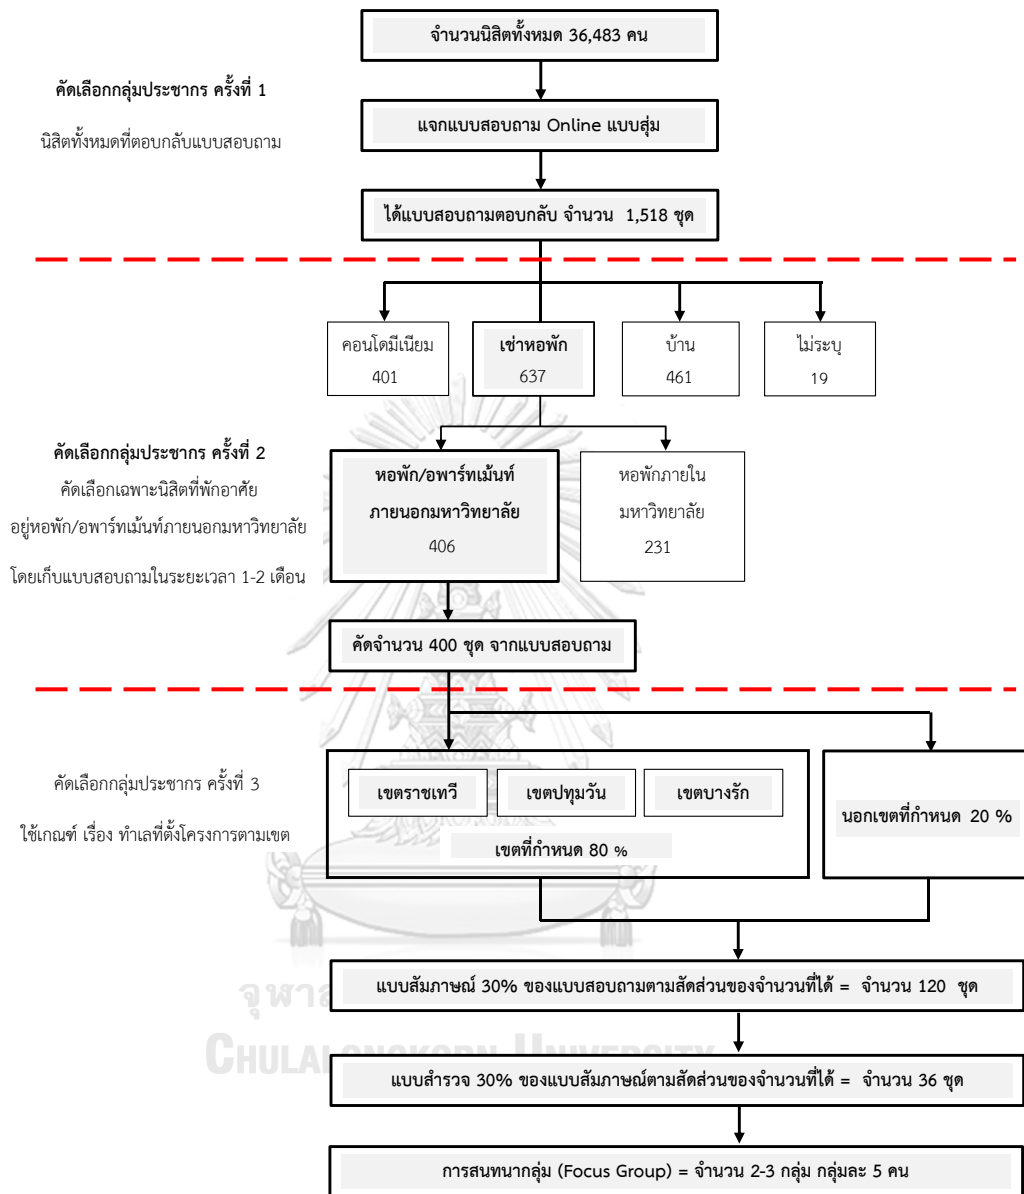 จำนวนนิสิตทั้งหมด 36,483 คน
คัดเลือกกลุ่มประชากร ครั้งที่ 1
นิสิตทั้งหมดที่ตอบกลับแบบสอบถาม
แจกแบบสอบถาม Online แบบสุ่ม
ได้แบบสอบถามตอบกลับ จำนวน 1,518 ชุด
คอนโดมิเนียม
401
เช่าหอพัก
637
บ้าน
461
ไม่ระบุ
19
คัดเลือกกลุ่มประชากร ครั้งที่ 2
คัดเลือกเฉพาะนิสิตที่พักอาศัย
อยู่หอพัก/อพาร์ทเม้นท์ภายนอกมหาวิทยาลัย
โดยเก็บแบบสอบถามในระยะเวลา 1-2 เดือน
หอพัก/อพาร์ทเม้นท์
ภายนอกมหาวิทยาลัย
406
หอพักภายใน
มหาวิทยาลัย
231
คัดจำนวน 400 ชุด จากแบบสอบถาม
คัดเลือกกลุ่มประชากร ครั้งที่ 3
ใช้เกณฑ์ เรื่อง ทำเลที่ตั้งโครงการตามเขต
เขตราชเทวี
เขตปทุมวัน
เขตบางรัก
เขตที่กำหนด 80 %
นอกเขตที่กำหนด 20 %
แบบสัมภาษณ์ 30% ของแบบสอบถามตามสัดส่วนของจำนวนที่ได้ = จำนวน 120 ชุด
CHULALONGKORN UNIVERSITY
แบบสำรวจ 30% ของแบบสัมภาษณ์ตามสัดส่วนของจำนวนที่ได้ = จำนวน 36 ชุด
การสนทนากลุ่ม (Focus Group) = จำนวน 2-3 กลุ่ม กลุ่มละ 5 คน